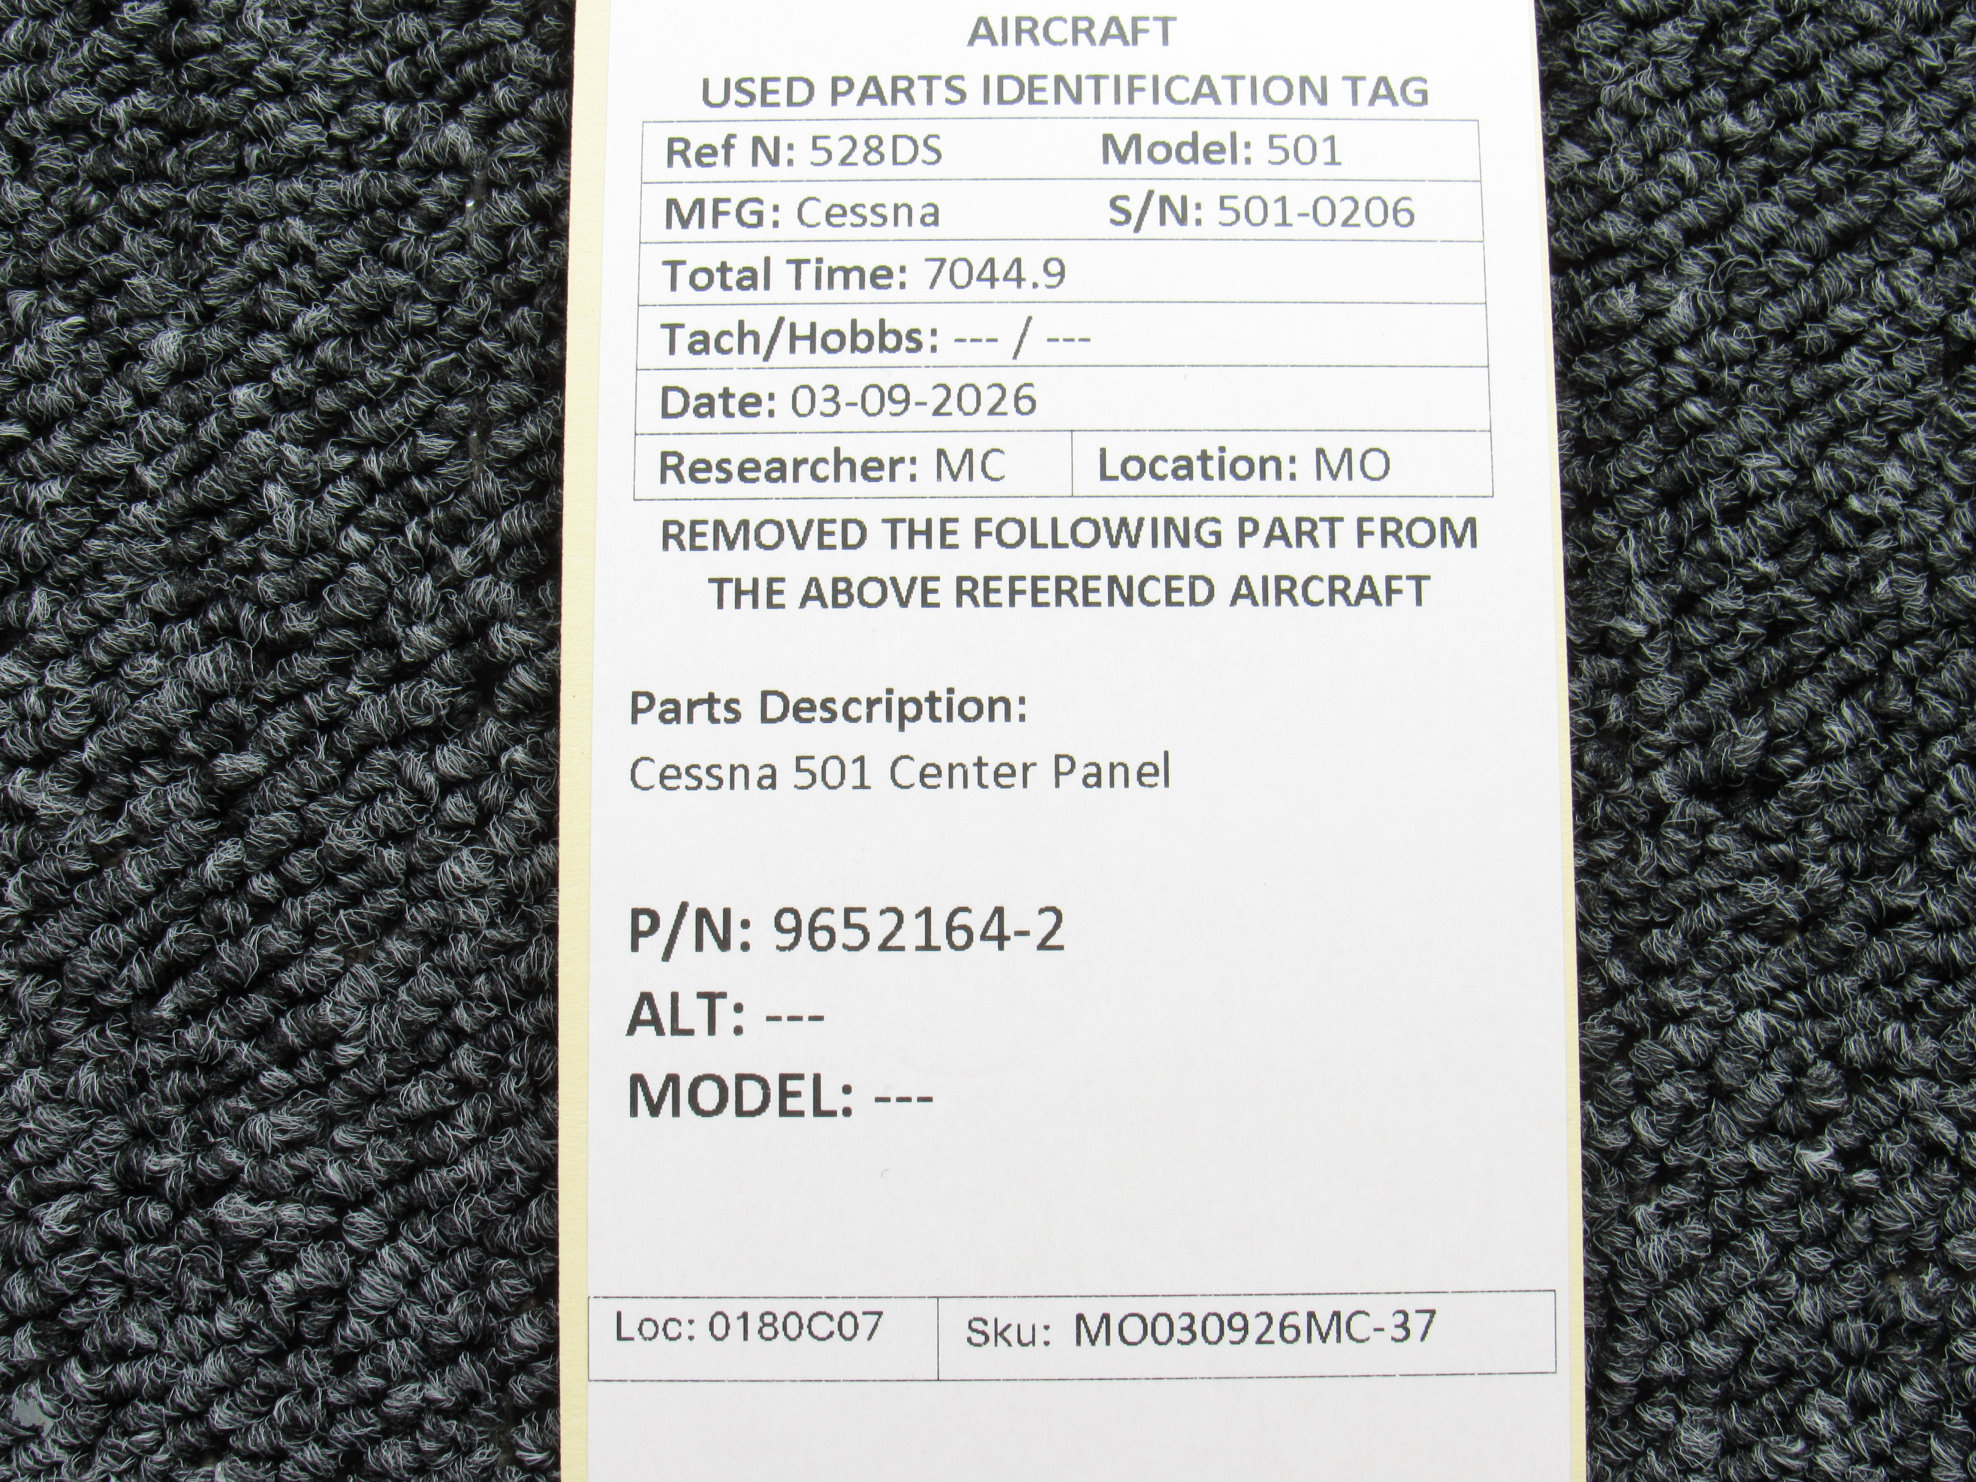 AIRCRAFT
USED PARTS IDENTIFICATION TAG
Ref N: 528DS Model: 501
MFG: Cessna S/N: 501-0206
Total Time: 7044.9
Tach/Hobbs: --- / ---
Date: 03-09-2026
Researcher: MC Location: MO
REMOVED THE FOLLOWING PART FROM
THE ABOVE REFERENCED AIRCRAFT
Parts Description:
Cessna 501 Center Panel
P/N: 9652164-2
ALT: ---
MODEL: ---
Loc: 0180C07 Sku: MO030926MC-37